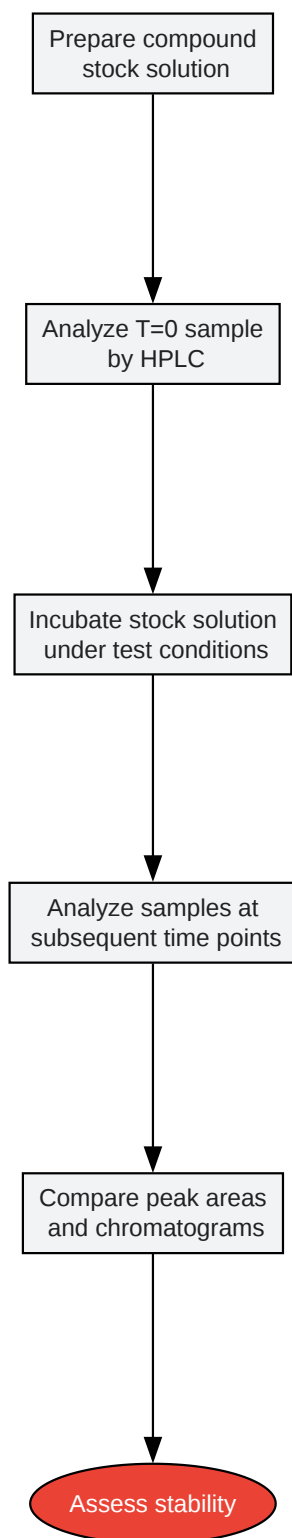 Prepare compound
stock solution
Analyze T=0 sample
by HPLC
Incubate stock solution
under test conditions
Analyze samples at
subsequent time points
Compare peak areas
and chromatograms
Assess stability